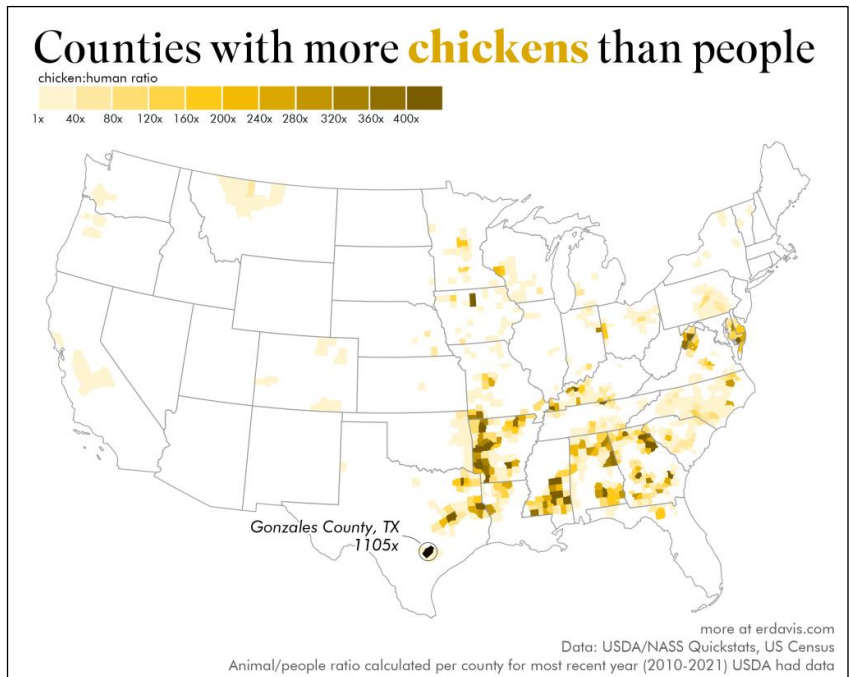 Counties with more chickens than people
chicken:human ratio
1x 40x 80x 120x 160x 200x 240x 280x 320x 360x 400x
Gonzales County, TX
1105x
more at erdavis.com
Data: USDA/NASS Quickstats, US Census
Animal/people ratio calculated per county for most recent year (2010-2021) USDA had data